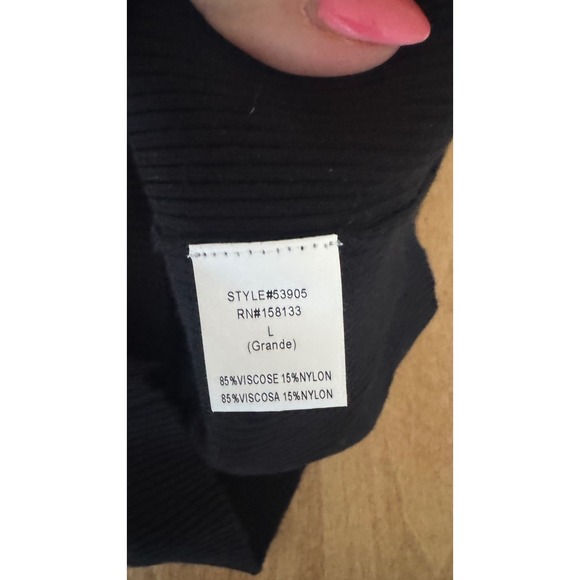 STYLE#53905
RN#158133
L
(Grande)
85%VISCOSE 15%NYLON
85%VISCOSA 15%NYLON